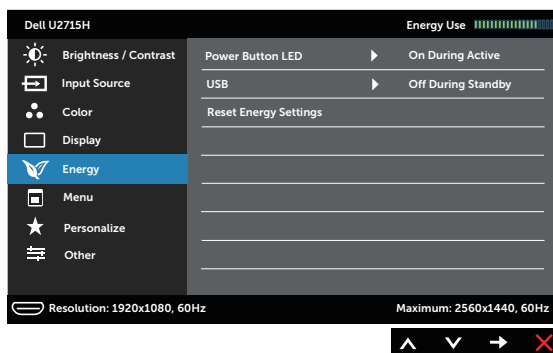 Dell U2715H Energy Use
Brightness / Contrast Power Button LED On During Active
Input Source USB Off During Standby
Color Reset Energy Settings
Display
Energy
Menu
Personalize
Other
Resolution: 1920x1080, 60Hz Maximum: 2560x1440, 60Hz